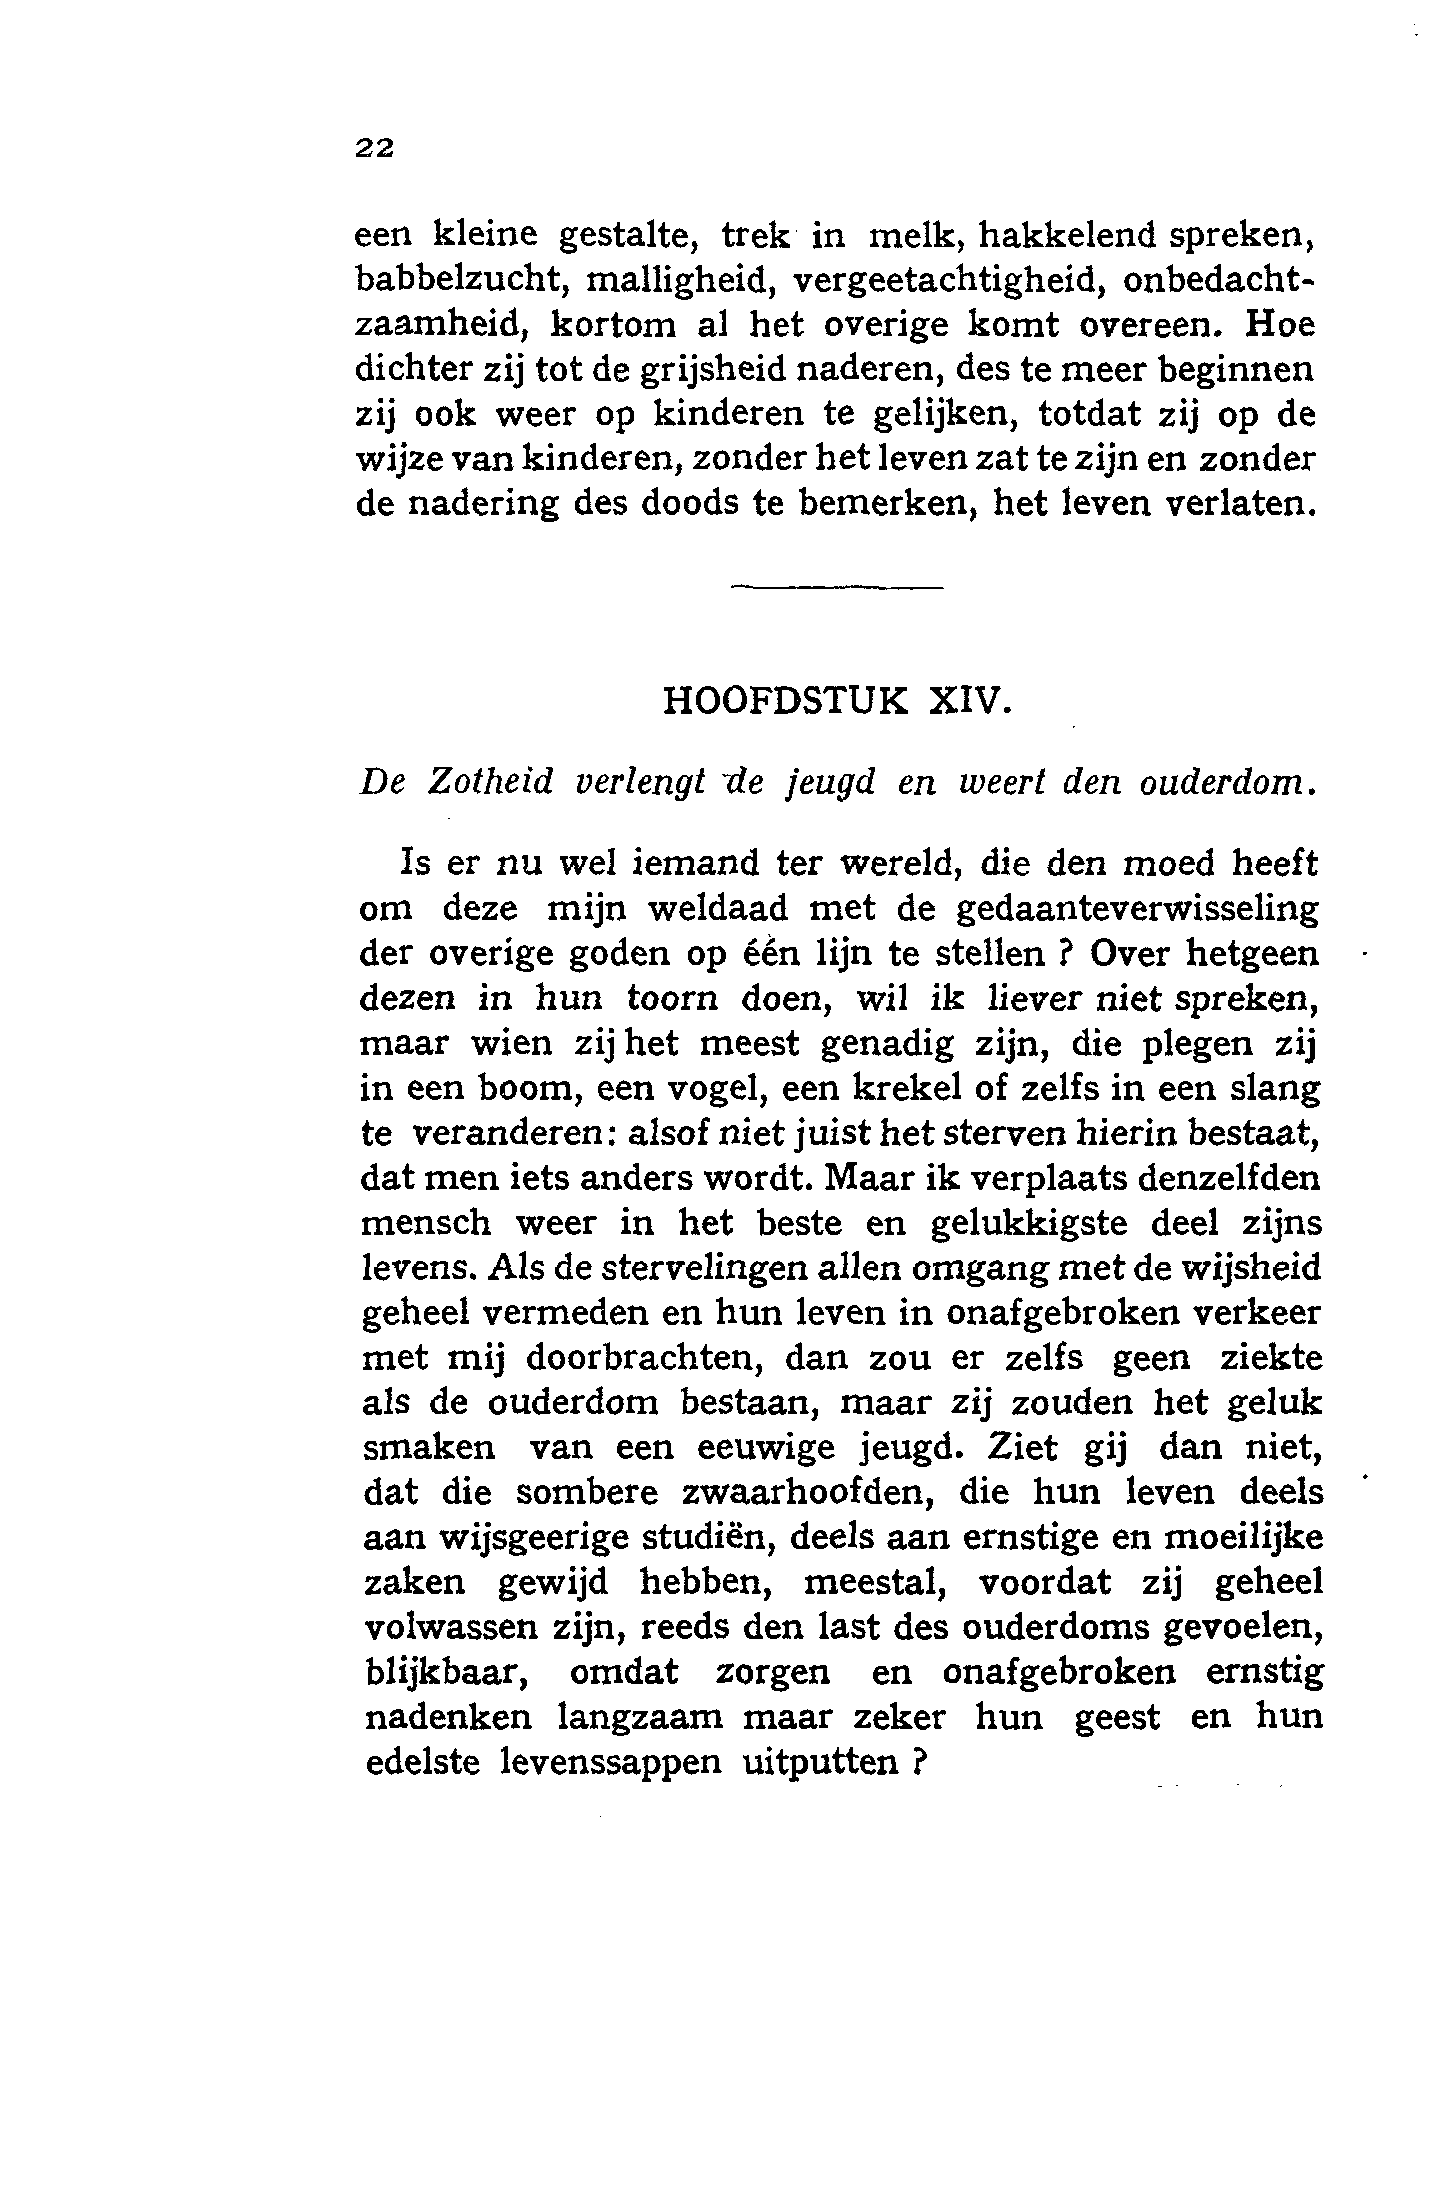 22
een kleine gestalte, trek in melk, hakkelend spreken,
babbelzucht, malligheid, vergeetachtigheid, onbedacht-
zaamheid, kortom al het overige komt overeen. Hoe
dichter zij tot de grijsheid naderen, des te meer beginnen
zij ook weer op kinderen te gelijken, totdat zij op de
wijze van kinderen, zonder het leven zat te zijn en zonder
de nadering des doods te bemerken, het leven verlaten.
HOOFDSTUK XIV.
De Zotheid verlengt de jeugd en weert den ouderdom.
Is er nu wel iemand ter wereld, die den moed heeft
om deze mijn weldaad met de gedaanteverwisseling
der overige goden op één lijn te stellen ? Over hetgeen
dezen in hun toorn doen, wil ik liever niet spreken,
maar wien zij het meest genadig zijn, die plegen zij
in een boom, een vogel, een krekel of zelfs in een slang
te veranderen: alsof niet juist het sterven hierin bestaat,
dat men iets anders wordt. Maar ik verplaats denzelfden
mensch weer in het beste en gelukkigste deel zijns
levens. Als de stervelingen allen omgang met de wijsheid
geheel vermeden en hun leven in onafgebroken verkeer
met mij doorbrachten, dan zou er zelfs geen ziekte
als de ouderdom bestaan, maar zij zouden het geluk
smaken van een eeuwige jeugd. Ziet gij dan niet,
dat die sombere zwaarhoofden, die hun leven deels
aan wijsgeerige studiën, deels aan ernstige en moeilijke
zaken gewijd hebben, meestal, voordat zij geheel
volwassen zijn, reeds den last des ouderdoms gevoelen,
blijkbaar, omdat zorgen en onafgebroken ernstig
nadenken langzaam maar zeker hun geest en hun
edelste levenssappen uitputten ?